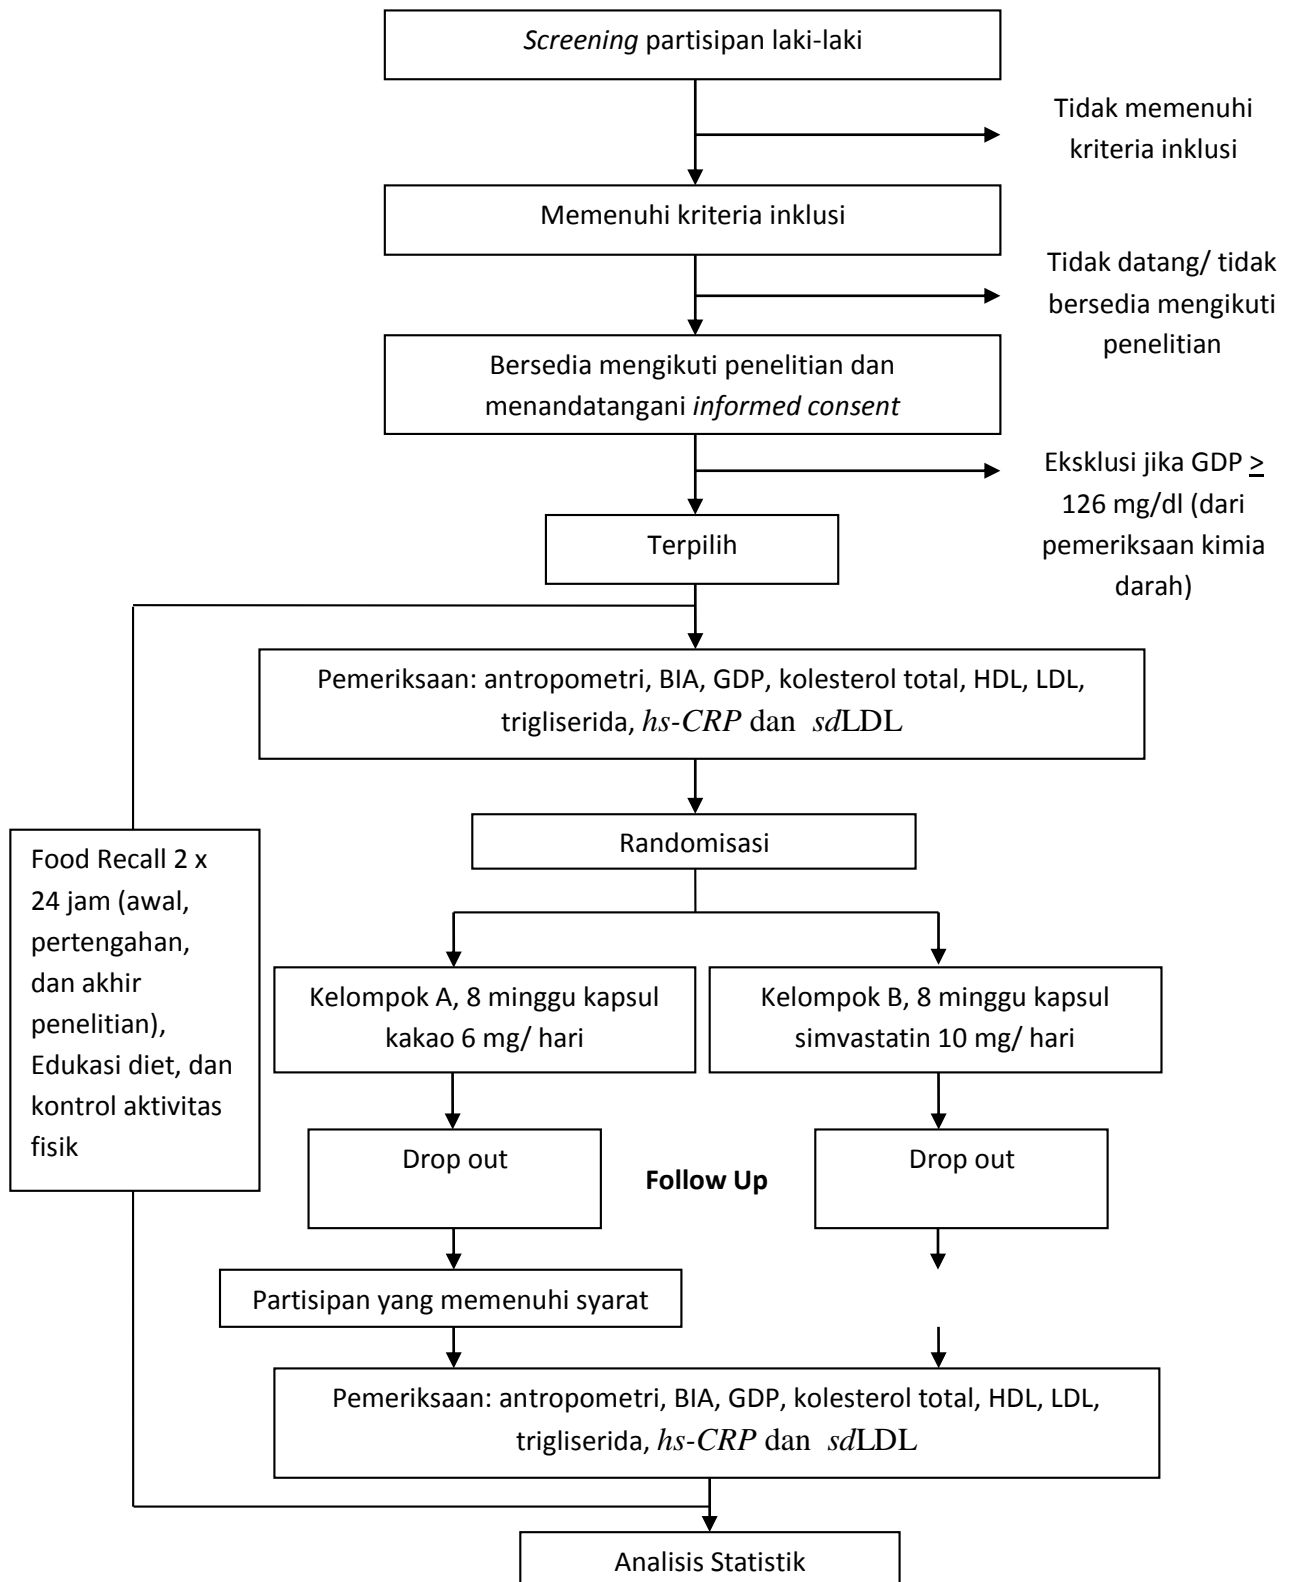 Screening partisipan laki-laki
Tidak memenuhi
kriteria inklusi
Memenuhi kriteria inklusi
Tidak datang/ tidak
bersedia mengikuti
penelitian
Bersedia mengikuti penelitian dan
menandatangani informed consent
Eksklusi jika GDP ≥
126 mg/dl (dari
pemeriksaan kimia
darah)
Terpilih
Pemeriksaan: antropometri, BIA, GDP, kolesterol total, HDL, LDL,
trigliserida, hs-CRP dan sdLDL
Randomisasi
Food Recall 2 x
24 jam (awal,
pertengahan,
dan akhir
penelitian),
Edukasi diet, dan
kontrol aktivitas
fisik
Kelompok A, 8 minggu kapsul
kakao 6 mg/ hari
Kelompok B, 8 minggu kapsul
simvastatin 10 mg/ hari
Drop out
Follow Up
Drop out
Partisipan yang memenuhi syarat
Pemeriksaan: antropometri, BIA, GDP, kolesterol total, HDL, LDL,
trigliserida, hs-CRP dan sdLDL
Analisis Statistik